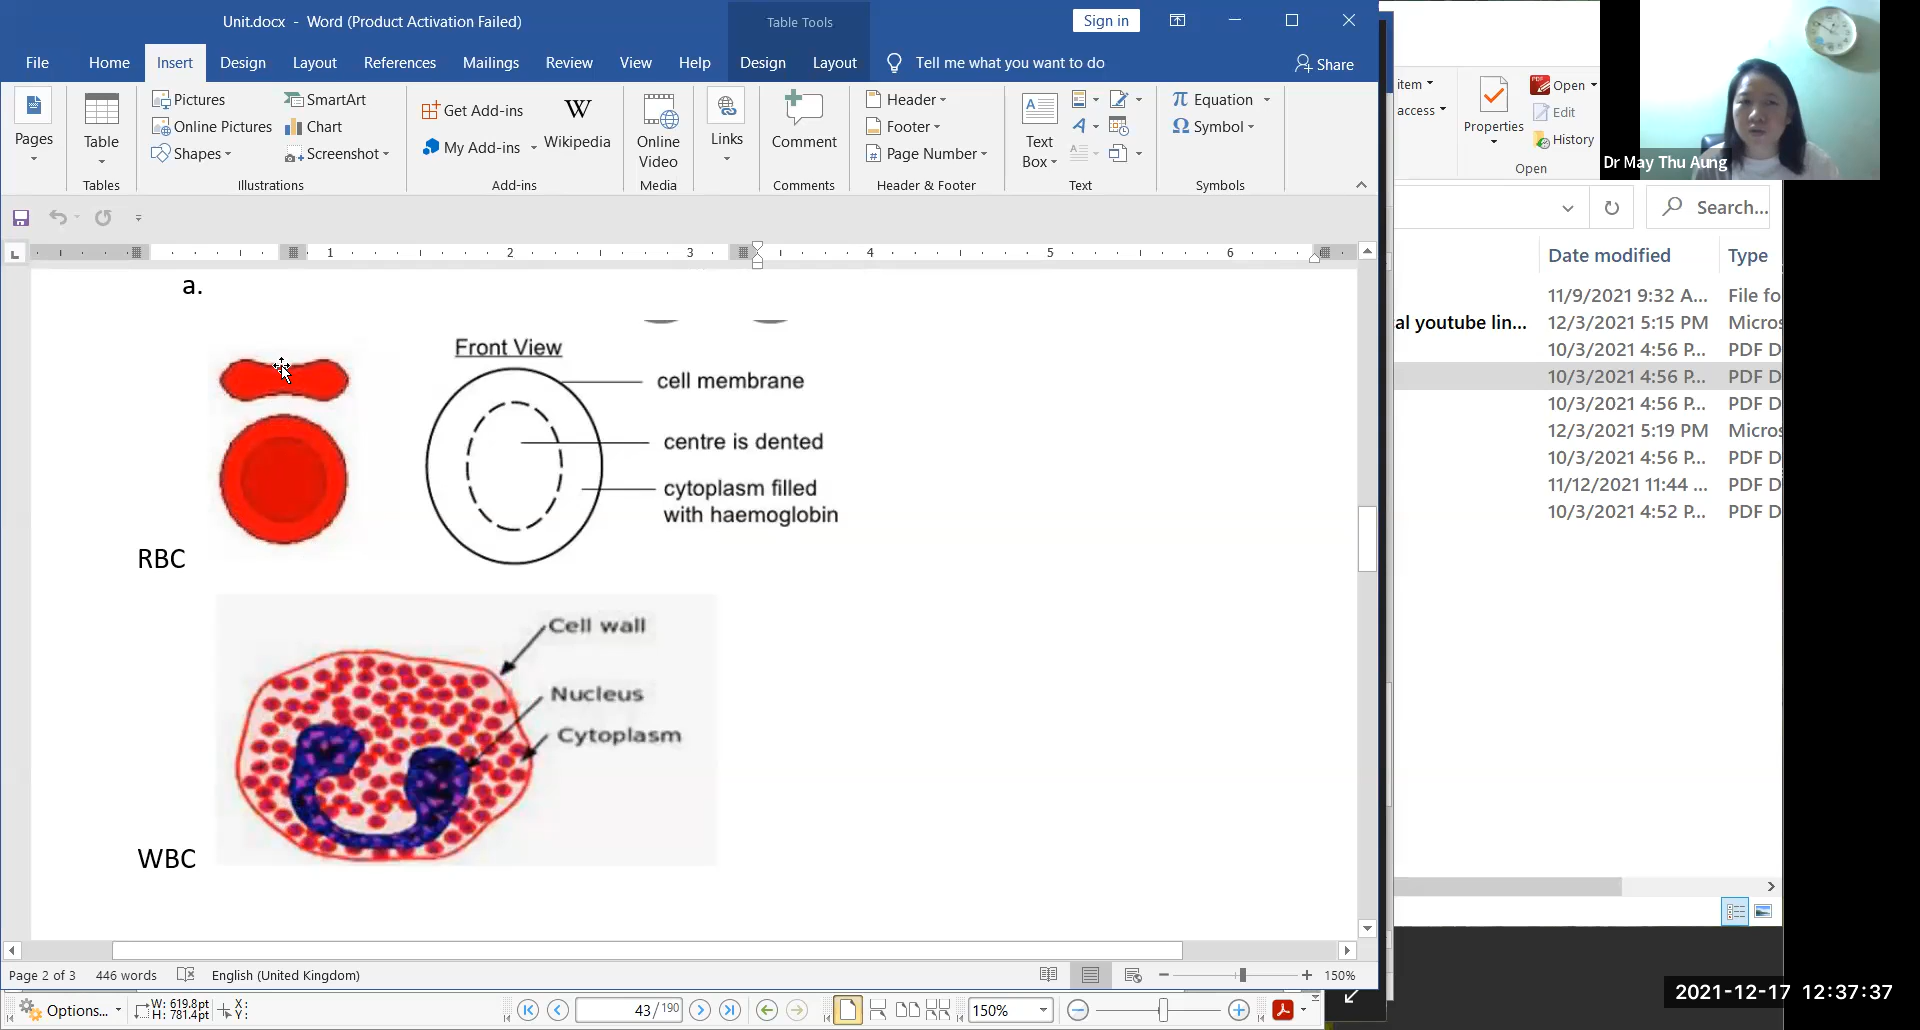 Unit.docx - Word (Product Activation Failed)
Table Tools
Sign in
File Home Insert Design Layout References Mailings Review View Help Design Layout Tell me what you want to do Share
Pages
Table
Tables
Pictures
Online Pictures
Shapes
SmartArt
Chart
Screenshot
Illustrations
Get Add-ins
My Add-ins
W
Wikipedia
Add-ins
Online
Video
Media
Links
Comment
Comments
Header
Footer
Page Number
Header & Footer
Text
Box
Text
Equation
Symbol
Symbols
item
access
Properties
Open
Edit
History
Open
Dr May Thu Aung
Search...
1 2 3 4 5 6
Date modified Type
11/9/2021 9:32 A... File fo
al youtube lin... 12/3/2021 5:15 PM Micros
10/3/2021 4:56 P... PDF D
10/3/2021 4:56 P... PDF D
10/3/2021 4:56 P... PDF D
12/3/2021 5:19 PM Micros
10/3/2021 4:56 P... PDF D
11/12/2021 11:44 ... PDF D
10/3/2021 4:52 P... PDF D
a.
Front View
cell membrane
centre is dented
cytoplasm filled
with haemoglobin
RBC
Cell wall
Nucleus
Cytoplasm
WBC
Page 2 of 3 446 words English (United Kingdom) 150%
Options... W: 619.8pt X:
H: 781.4pt Y:
43 /190 150%
2021-12-17 12:37:37